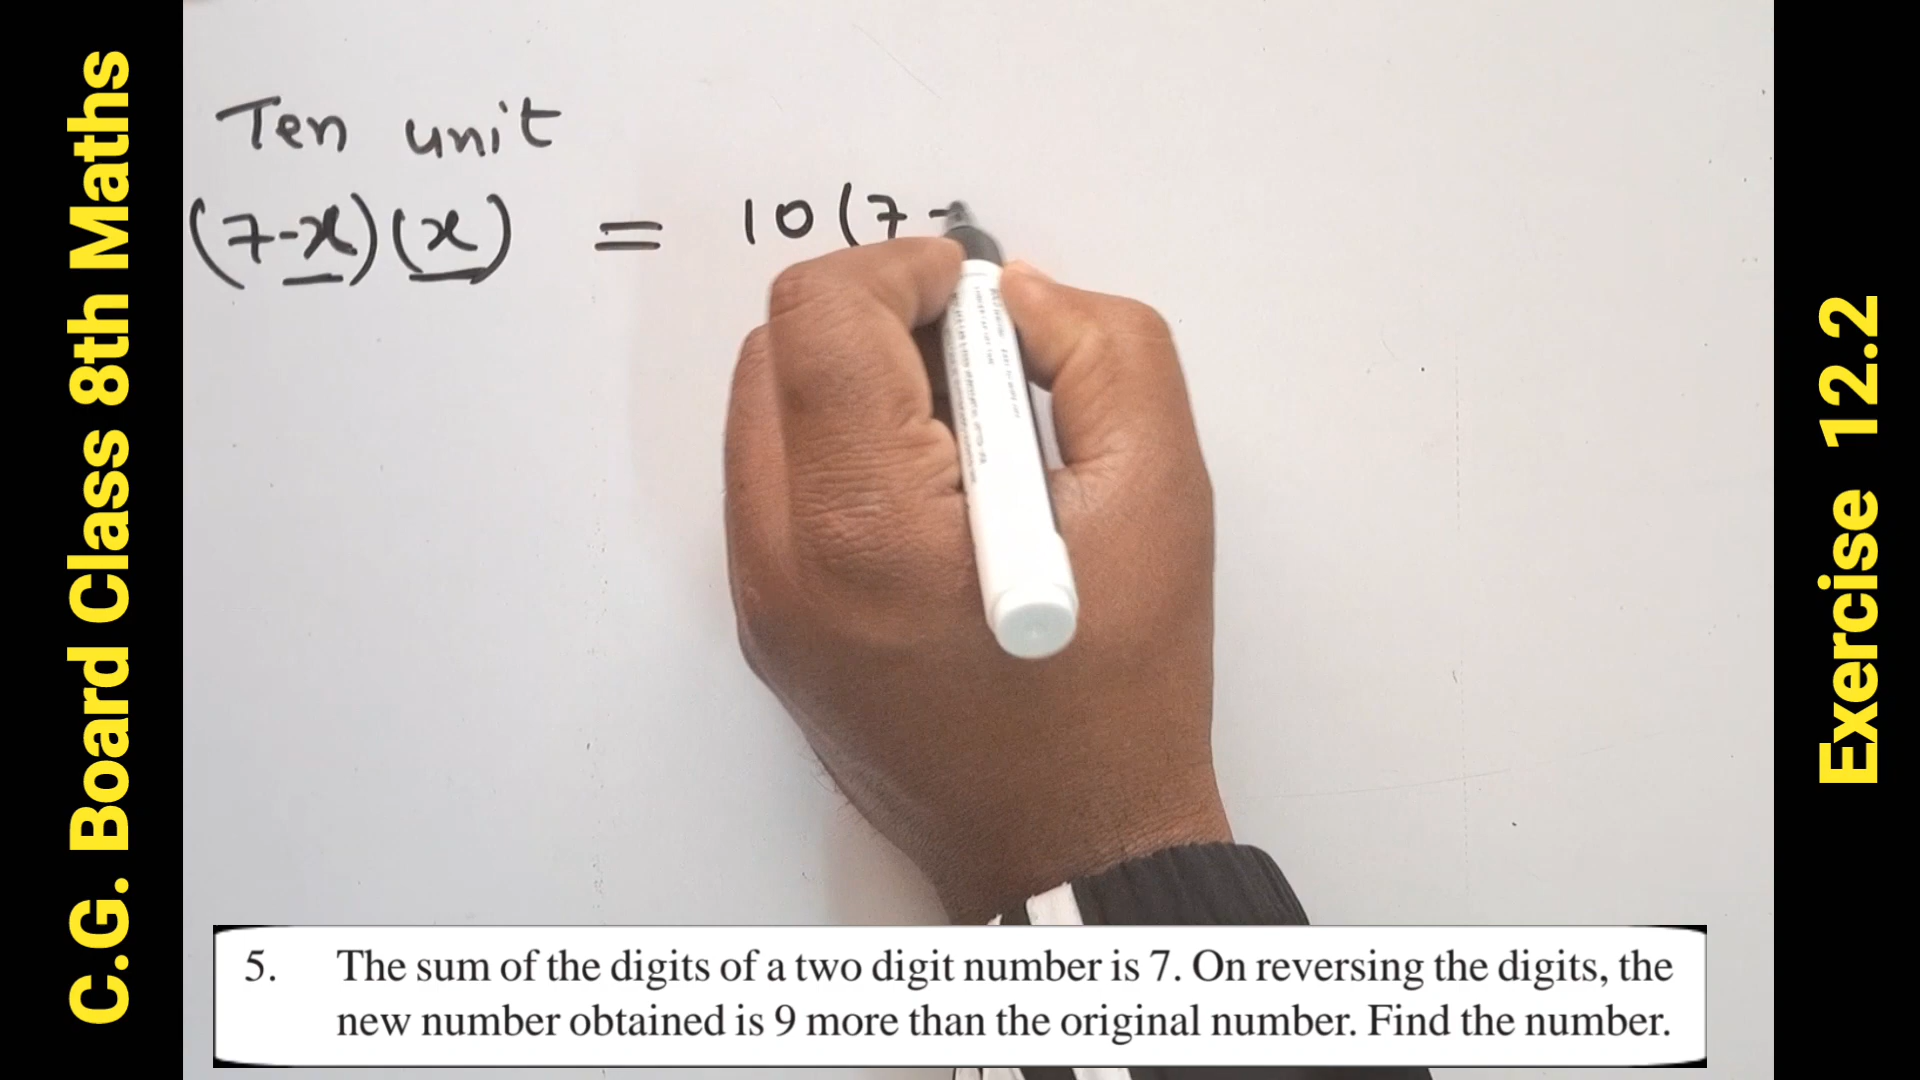 C.G. Board Class 8th Maths
Ten unit
(7-x)(x) = 10(7-
5. The sum of the digits of a two digit number is 7. On reversing the digits, the
new number obtained is 9 more than the original number. Find the number.
Exercise 12.2